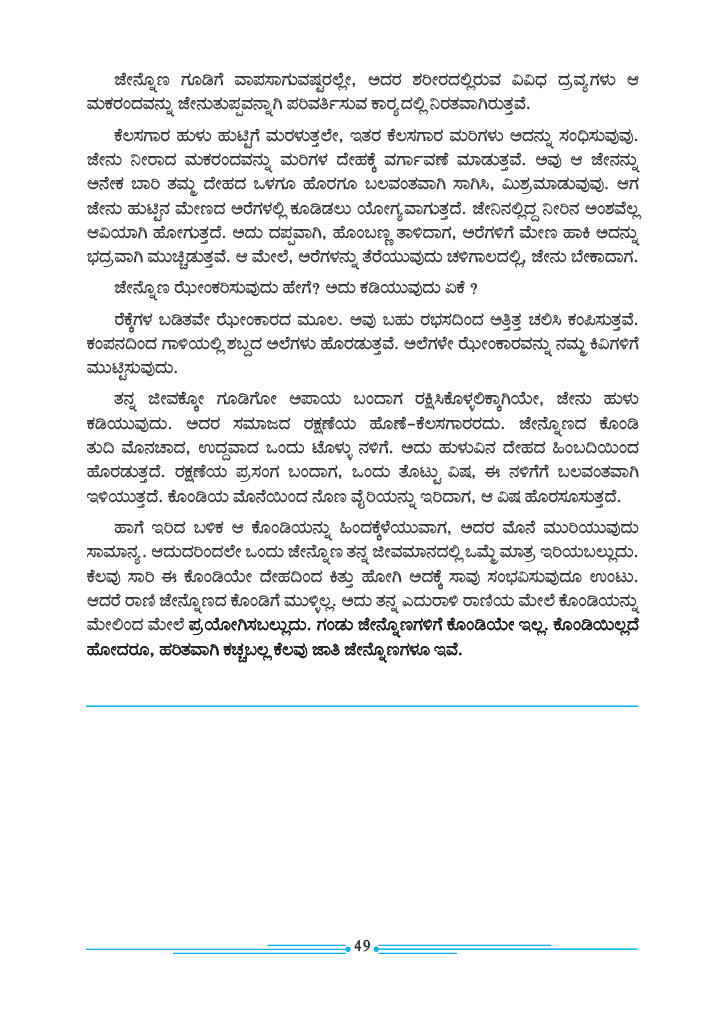 ಜೇನ್ನೊಣ ಗೂಡಿಗೆ ವಾಪಸಾಗುವಷ್ಟರಲ್ಲೇ, ಅದರ ಶರೀರದಲ್ಲಿರುವ ವಿವಿಧ ದ್ರವ್ಯಗಳು ಆ
ಮಕರಂದವನ್ನು ಜೇನುತುಪ್ಪವನ್ನಾಗಿ ಪರಿವರ್ತಿಸುವ ಕಾರ್‍ಯದಲ್ಲಿ ನಿರತವಾಗಿರುತ್ತವೆ.
ಕೆಲಸಗಾರ ಹುಳು ಹುಟ್ಟಿಗೆ ಮರಳುತ್ತಲೇ, ಇತರ ಕೆಲಸಗಾರ ಮರಿಗಳು ಅದನ್ನು ಸಂಧಿಸುವುವು.
ಜೇನು ನೀರಾದ ಮಕರಂದವನ್ನು ಮರಿಗಳ ದೇಹಕ್ಕೆ ವರ್ಗಾವಣೆ ಮಾಡುತ್ತವೆ. ಅವು ಆ ಜೇನನ್ನು
ಅನೇಕ ಬಾರಿ ತಮ್ಮ ದೇಹದ ಒಳಗೂ ಹೊರಗೂ ಬಲವಂತವಾಗಿ ಸಾಗಿಸಿ, ಮಿಶ್ರಮಾಡುವುವು. ಆಗ
ಜೇನು ಹುಟ್ಟಿನ ಮೇಣದ ಅರೆಗಳಲ್ಲಿ ಕೂಡಿಡಲು ಯೋಗ್ಯವಾಗುತ್ತದೆ. ಜೇನಿನಲ್ಲಿದ್ದ ನೀರಿನ ಅಂಶವೆಲ್ಲ
ಆವಿಯಾಗಿ ಹೋಗುತ್ತದೆ. ಅದು ದಪ್ಪವಾಗಿ, ಹೊಂಬಣ್ಣ ತಾಳಿದಾಗ, ಅರೆಗಳಿಗೆ ಮೇಣ ಹಾಕಿ ಅದನ್ನು
ಭದ್ರವಾಗಿ ಮುಚ್ಚಿಡುತ್ತವೆ. ಆ ಮೇಲೆ, ಅರೆಗಳನ್ನು ತೆರೆಯುವುದು ಚಳಿಗಾಲದಲ್ಲಿ, ಜೇನು ಬೇಕಾದಾಗ.
ಜೇನ್ನೊಣ ಝೇಂಕರಿಸುವುದು ಹೇಗೆ? ಅದು ಕಡಿಯುವುದು ಏಕೆ ?
ರೆಕ್ಕೆಗಳ ಬಡಿತವೇ ಝೇಂಕಾರದ ಮೂಲ. ಅವು ಬಹು ರಭಸದಿಂದ ಅತ್ತಿತ್ತ ಚಲಿಸಿ ಕಂಪಿಸುತ್ತವೆ.
ಕಂಪನದಿಂದ ಗಾಳಿಯಲ್ಲಿ ಶಬ್ದದ ಅಲೆಗಳು ಹೊರಡುತ್ತವೆ. ಅಲೆಗಳೇ ಝೇಂಕಾರವನ್ನು ನಮ್ಮ ಕಿವಿಗಳಿಗೆ
ಮುಟ್ಟಿಸುವುದು.
ತನ್ನ ಜೀವಕ್ಕೋ ಗೂಡಿಗೋ ಅಪಾಯ ಬಂದಾಗ ರಕ್ಷಿಸಿಕೊಳ್ಳಲಿಕ್ಕಾಗಿಯೇ, ಜೇನು ಹುಳು
ಕಡಿಯುವುದು. ಅದರ ಸಮಾಜದ ರಕ್ಷಣೆಯ ಹೊಣೆ–ಕೆಲಸಗಾರರದು. ಜೇನ್ನೊಣದ ಕೊಂಡಿ
ತುದಿ ಮೊನಚಾದ, ಉದ್ದವಾದ ಒಂದು ಟೊಳ್ಳು ನಳಿಗೆ. ಅದು ಹುಳುವಿನ ದೇಹದ ಹಿಂಬದಿಯಿಂದ
ಹೊರಡುತ್ತದೆ. ರಕ್ಷಣೆಯ ಪ್ರಸಂಗ ಬಂದಾಗ, ಒಂದು ತೊಟ್ಟು ವಿಷ, ಈ ನಳಿಗೆಗೆ ಬಲವಂತವಾಗಿ
ಇಳಿಯುತ್ತದೆ. ಕೊಂಡಿಯ ಮೊನೆಯಿಂದ ನೊಣ ವೈರಿಯನ್ನು ಇರಿದಾಗ, ಆ ವಿಷ ಹೊರಸೂಸುತ್ತದೆ.
ಹಾಗೆ ಇರಿದ ಬಳಿಕ ಆ ಕೊಂಡಿಯನ್ನು ಹಿಂದಕ್ಕೆಳೆಯುವಾಗ, ಅದರ ಮೊನೆ ಮುರಿಯುವುದು
ಸಾಮಾನ್ಯ. ಆದುದರಿಂದಲೇ ಒಂದು ಜೇನ್ನೊಣ ತನ್ನ ಜೀವಮಾನದಲ್ಲಿ ಒಮ್ಮೆ ಮಾತ್ರ ಇರಿಯಬಲ್ಲುದು.
ಕೆಲವು ಸಾರಿ ಈ ಕೊಂಡಿಯೇ ದೇಹದಿಂದ ಕಿತ್ತು ಹೋಗಿ ಅದಕ್ಕೆ ಸಾವು ಸಂಭವಿಸುವುದೂ ಉಂಟು.
ಆದರೆ ರಾಣಿ ಜೇನ್ನೊಣದ ಕೊಂಡಿಗೆ ಮುಳ್ಳಿಲ್ಲ. ಅದು ತನ್ನ ಎದುರಾಳಿ ರಾಣಿಯ ಮೇಲೆ ಕೊಂಡಿಯನ್ನು
ಮೇಲಿಂದ ಮೇಲೆ ಪ್ರಯೋಗಿಸಬಲ್ಲುದು. ಗಂಡು ಜೇನ್ನೊಣಗಳಿಗೆ ಕೊಂಡಿಯೇ ಇಲ್ಲ. ಕೊಂಡಿಯಿಲ್ಲದೆ
ಹೋದರೂ, ಹರಿತವಾಗಿ ಕಚ್ಚಬಲ್ಲ ಕೆಲವು ಜಾತಿ ಜೇನ್ನೊಣಗಳೂ ಇವೆ.
49